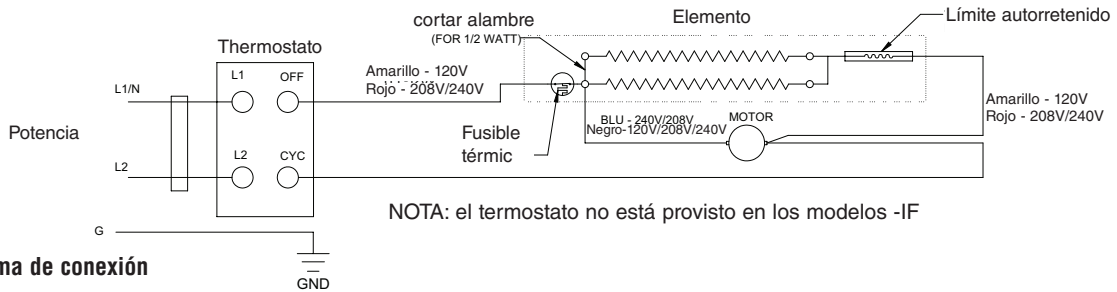 cortar alambre
(FOR 1/2 WATT)
Elemento
Límite autorretenido
Thermostato
L1
OFF
Amarillo - 120V
Rojo - 208V/240V
L1/N
Amarillo - 120V
Rojo - 208V/240V
Potencia
Fusible
térmic
BLU - 240V/208V
Negro-120V/208V/240V
MOTOR
L2
L2
CYC
NOTA: el termostato no está provisto en los modelos -IF
G
ma de conexión
GND